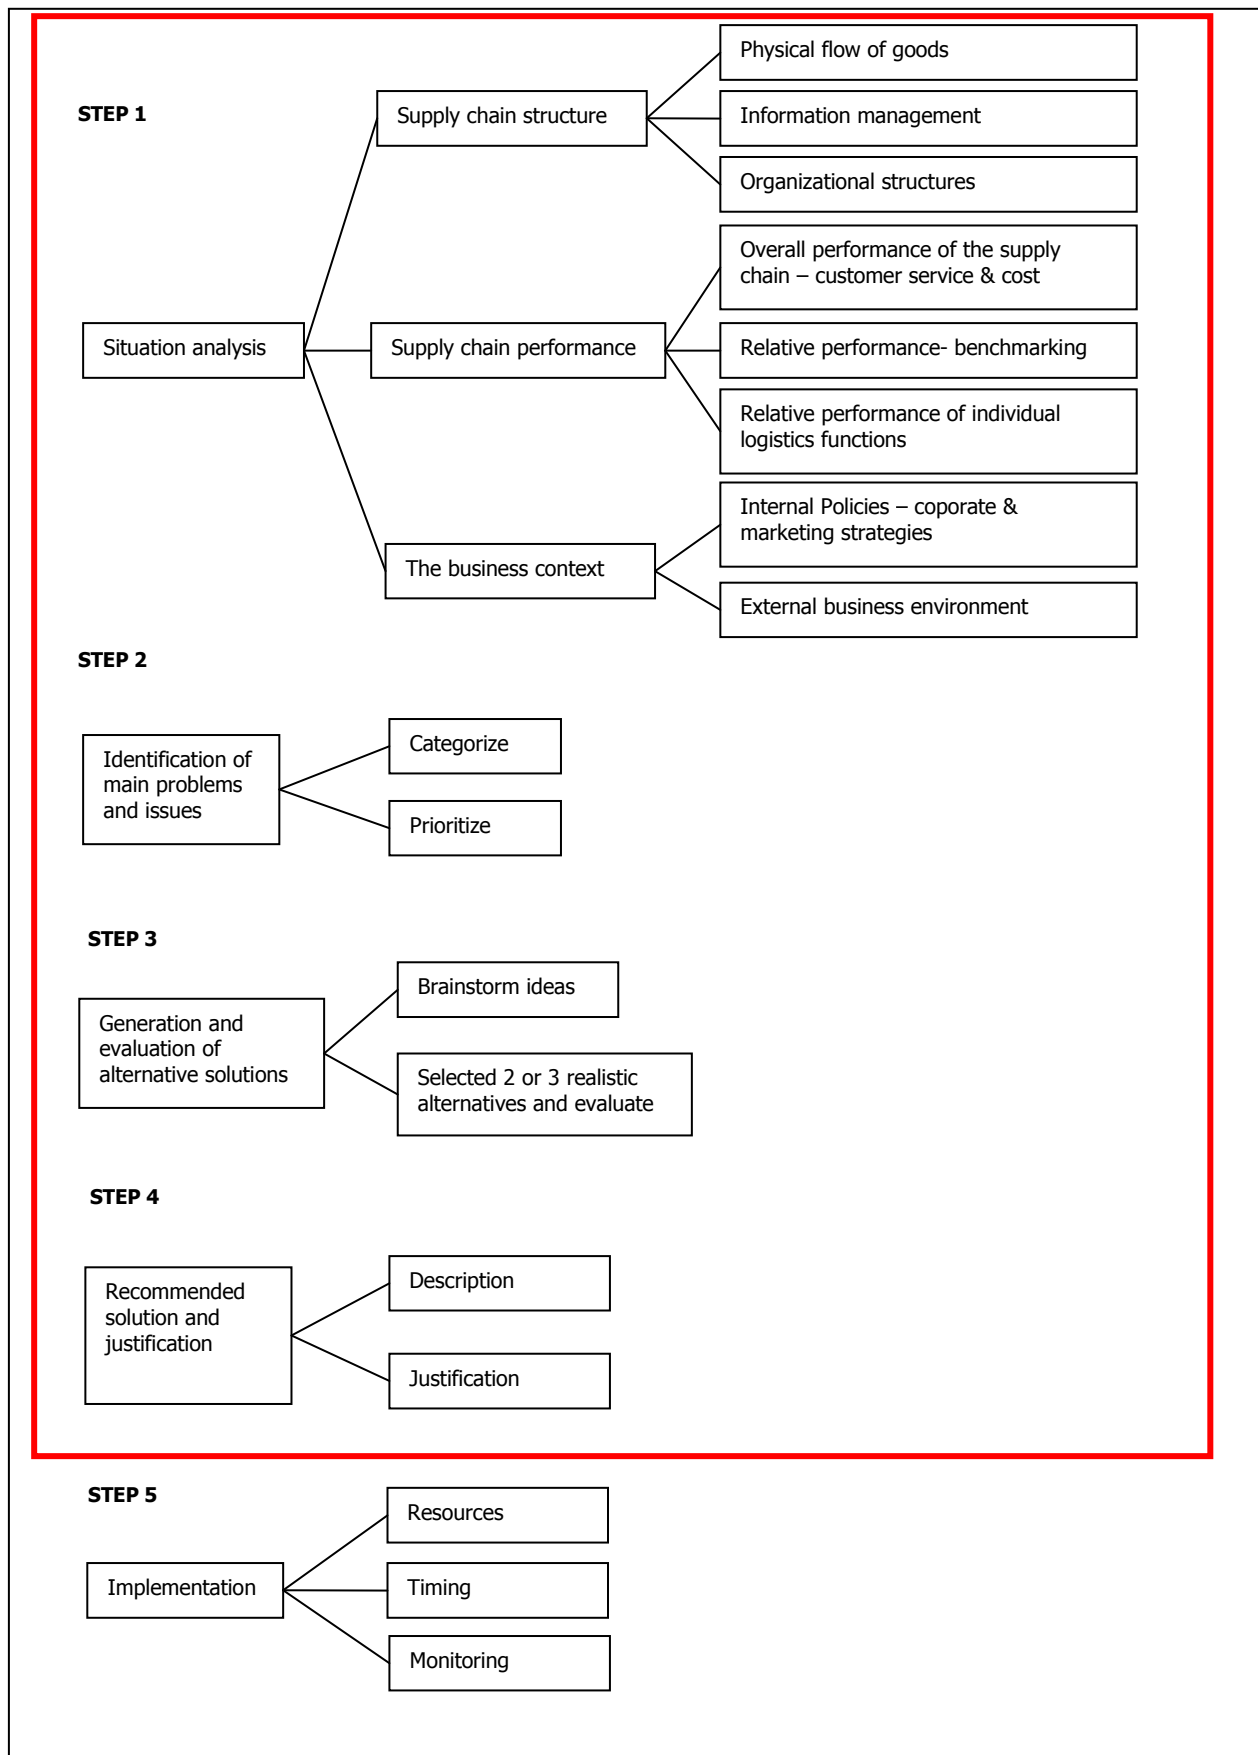 STEP 1
Situation analysis
Supply chain structure
Physical flow of goods
Information management
Organizational structures
Supply chain performance
Overall performance of the supply
chain – customer service & cost
Relative performance- benchmarking
Relative performance of individual
logistics functions
The business context
Internal Policies – coporate &
marketing strategies
External business environment
STEP 2
Identification of
main problems
and issues
Categorize
Prioritize
STEP 3
Generation and
evaluation of
alternative solutions
Brainstorm ideas
Selected 2 or 3 realistic
alternatives and evaluate
STEP 4
Recommended
solution and
justification
Description
Justification
STEP 5
Implementation
Resources
Timing
Monitoring